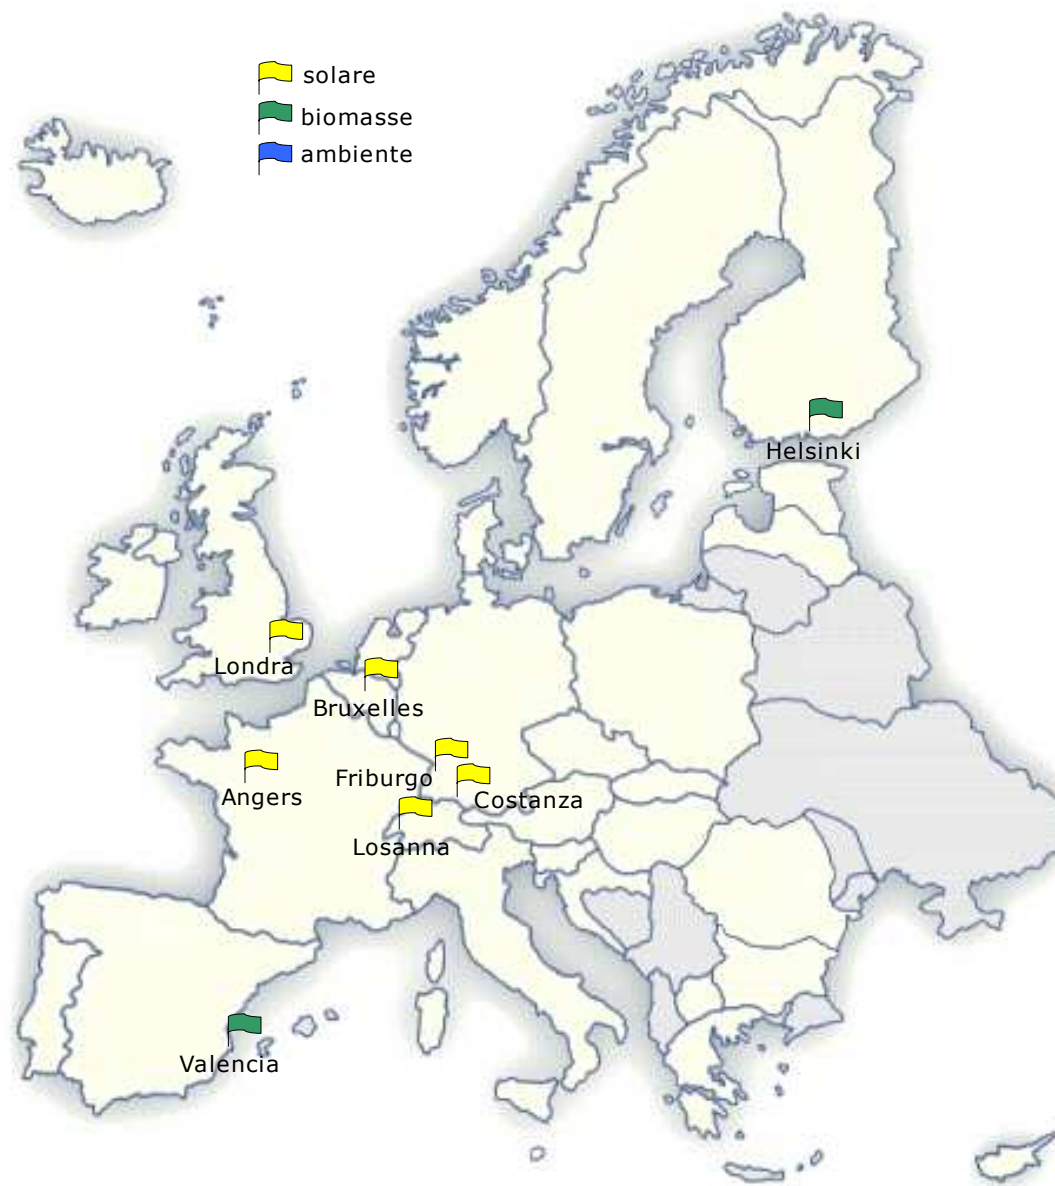 solare
biomasse
ambiente
Helsinki
Londra
Bruxelles
Friburgo
Angers
Costanza
Losanna
Valencia